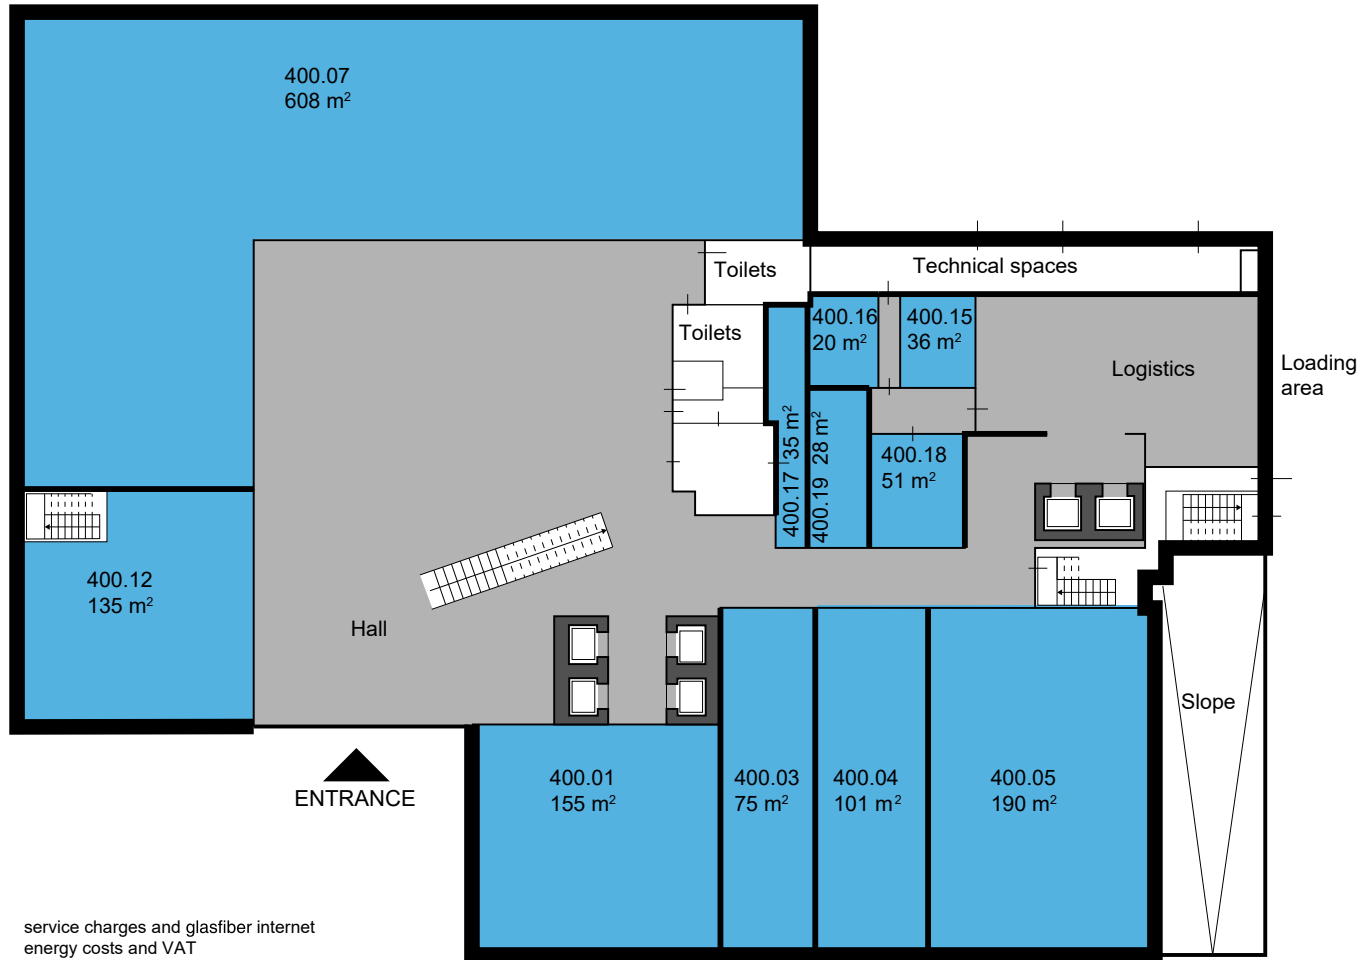 400.07
608 m²
Toilets
Technical spaces
Toilets
400.16
20 m²
400.15
36 m²
Logistics
Loading
area
400.17 35 m²
400.19 28 m²
400.18
51 m²
400.12
135 m²
Hall
Slope
ENTRANCE
400.01
155 m²
400.03
75 m²
400.04
101 m²
400.05
190 m²
service charges and glasfiber internet
energy costs and VAT